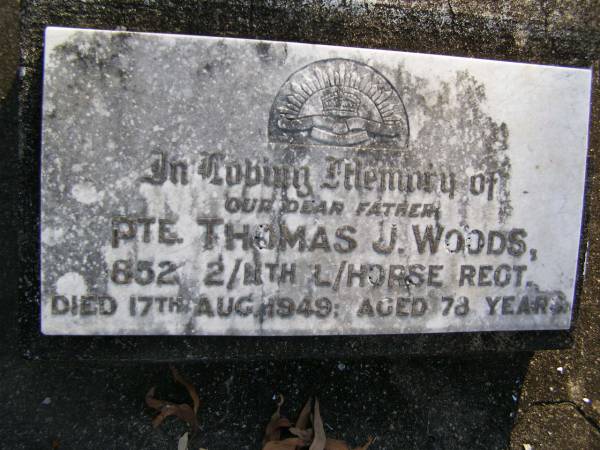 In Loving Memory of
OUR DEAR FATHER
PTE. THOMAS J. WOODS,
852, 2/11TH L/HORSE REGT.
DIED 17TH AUG. 1949: AGED 78 YEARS.